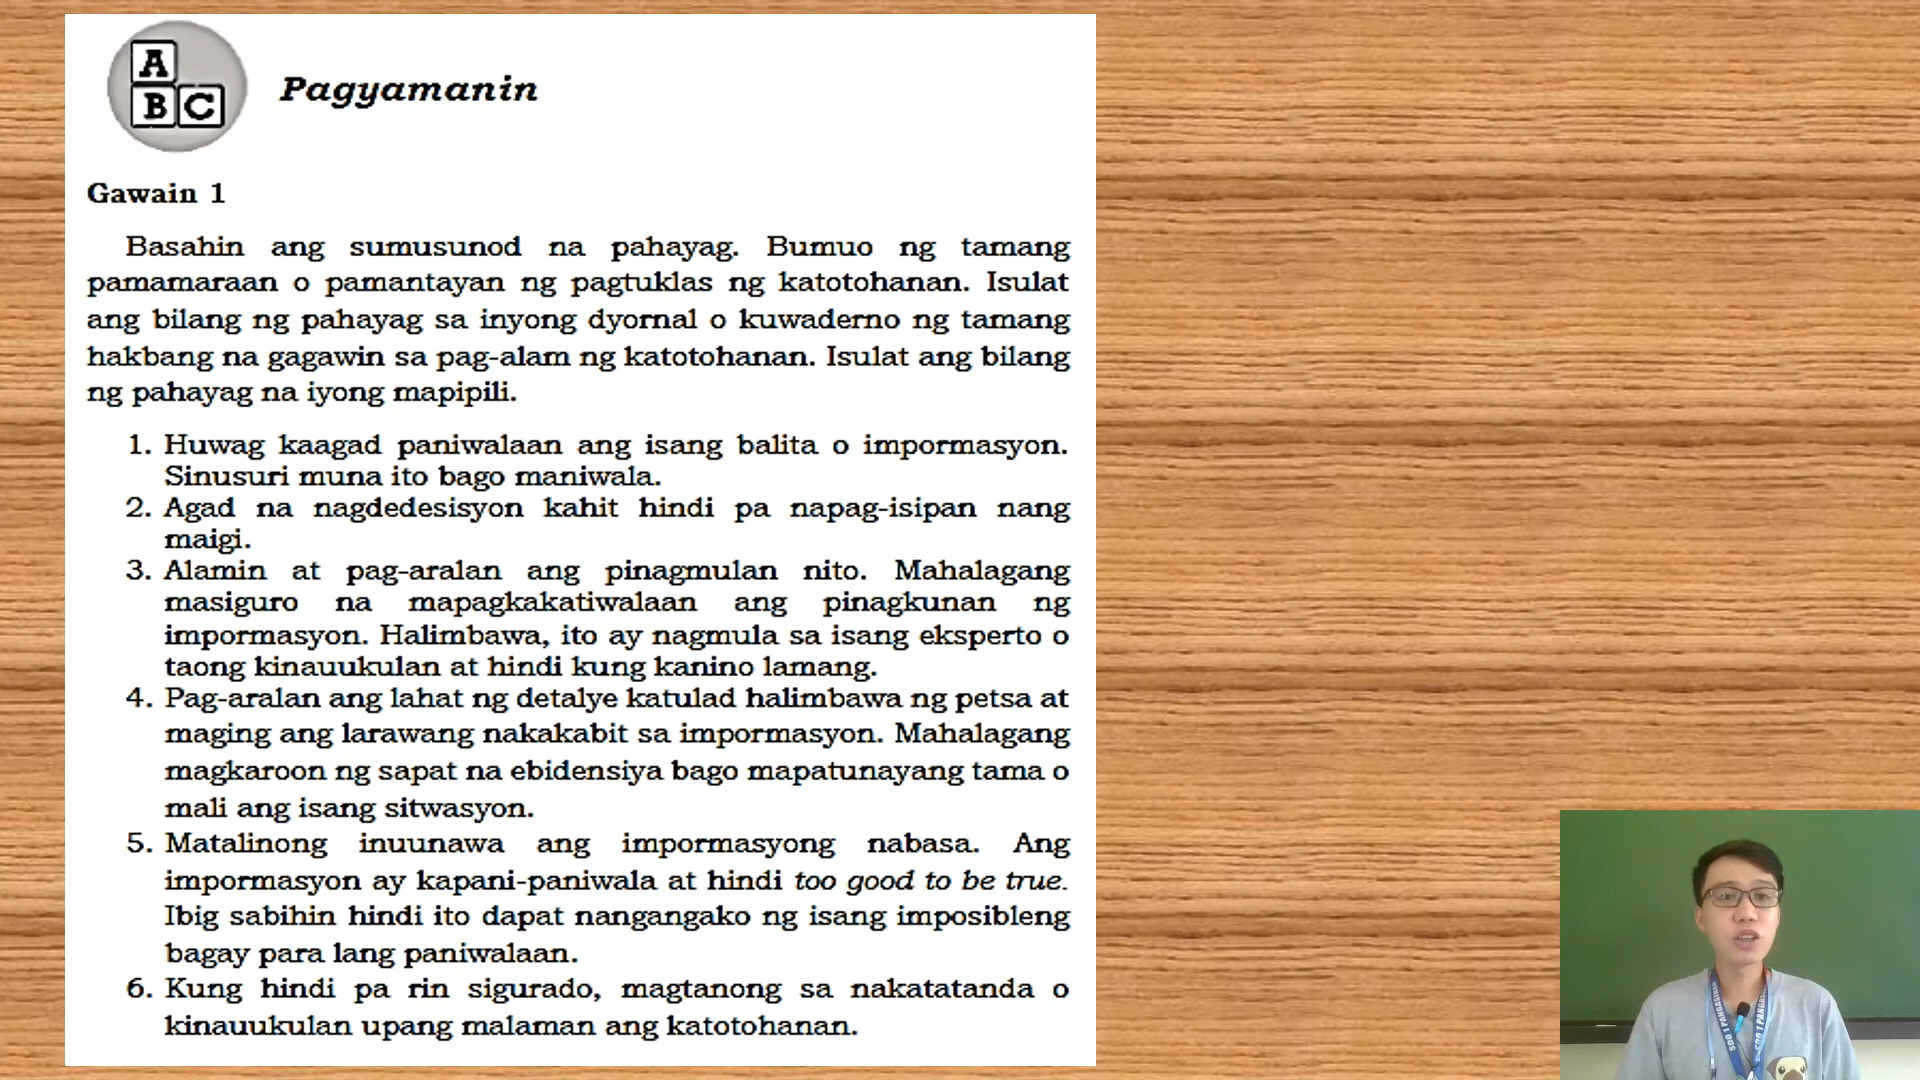 A
B C
Pagyamanin
Gawain 1
Basahin ang sumusunod na pahayag. Bumuo ng tamang
pamamaraan o pamantayan ng pagtuklas ng katotohanan. Isulat
ang bilang ng pahayag sa inyong dyornal o kuwaderno ng tamang
hakbang na gagawin sa pag-alam ng katotohanan. Isulat ang bilang
ng pahayag na iyong mapipili.
1. Huwag kaagad paniwalaan ang isang balita o impormasyon.
Sinusuri muna ito bago maniwala.
2. Agad na nagdedesisyon kahit hindi pa napag-isipan nang
maigi.
3. Alamin at pag-aralan ang pinagmulan nito. Mahalagang
masiguro na mapagkakatiwalaan ang pinagkunan ng
impormasyon. Halimbawa, ito ay nagmula sa isang eksperto o
taong kinauukulan at hindi kung kanino lamang.
4. Pag-aralan ang lahat ng detalye katulad halimbawa ng petsa at
maging ang larawang nakakabit sa impormasyon. Mahalagang
magkaroon ng sapat na ebidensiya bago mapatunayang tama o
mali ang isang sitwasyon.
5. Matalinong inuunawa ang impormasyong nabasa. Ang
impormasyon ay kapani-paniwala at hindi too good to be true.
Ibig sabihin hindi ito dapat nangangako ng isang imposibleng
bagay para lang paniwalaan.
6. Kung hindi pa rin sigurado, magtanong sa nakatatanda o
kinauukulan upang malaman ang katotohanan.